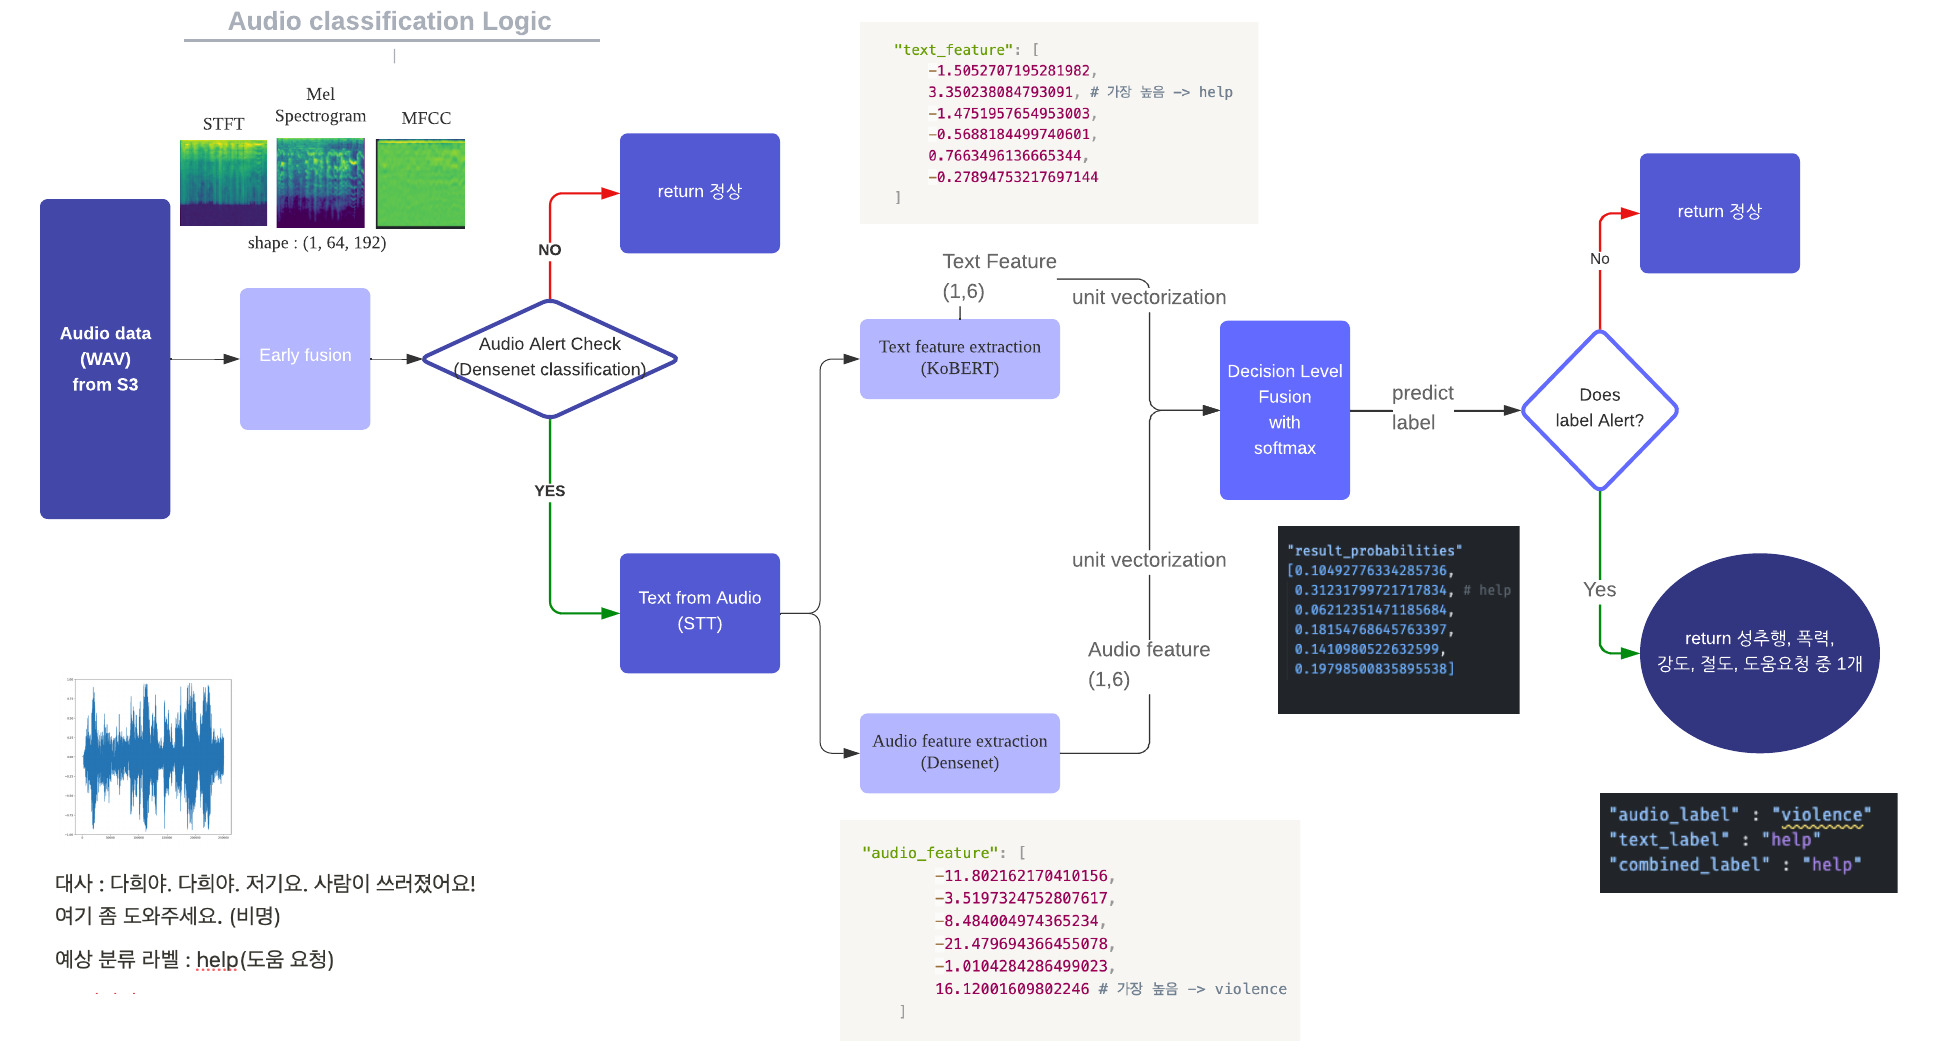 Audio classification Logic
STFT
Mel
Spectrogram
MFCC
shape : (1, 64, 192)
Audio data
(WAV)
from S3
Early fusion
Audio Alert Check
(Densenet classification)
NO
return 정상
YES
Text from Audio
(STT)
"text_feature": [
-1.5052707195281982,
3.350238084793091, # 가장 높음 -> help
-1.4751957654953003,
-0.5688184499740601,
0.7663496136665344,
-0.27894753217697144
]
Text Feature
(1,6)
unit vectorization
Text feature extraction
(KoBERT)
unit vectorization
Audio feature
(1,6)
Audio feature extraction
(Densenet)
"audio_feature": [
-11.802162170410156,
-3.5197324752807617,
-8.484004974365234,
-21.479694366455078,
-1.0104284286499023,
16.12001609802246 # 가장 높음 -> violence
]
Decision Level
Fusion
with
softmax
predict
label
Does
label Alert?
No
return 정상
Yes
return 성추행, 폭력,
강도, 절도, 도움요청 중 1개
"result_probabilities"
[0.10492776334285736,
0.31231799721717834, # help
0.06212351471185684,
0.18154768645763397,
0.1410980522632599,
0.19798500835895538]
"audio_label" : "violence"
"text_label" : "help"
"combined_label" : "help"
대사 : 다희야. 다희야. 저기요. 사람이 쓰러졌어요!
여기 좀 도와주세요. (비명)
예상 분류 라벨 : help(도움 요청)